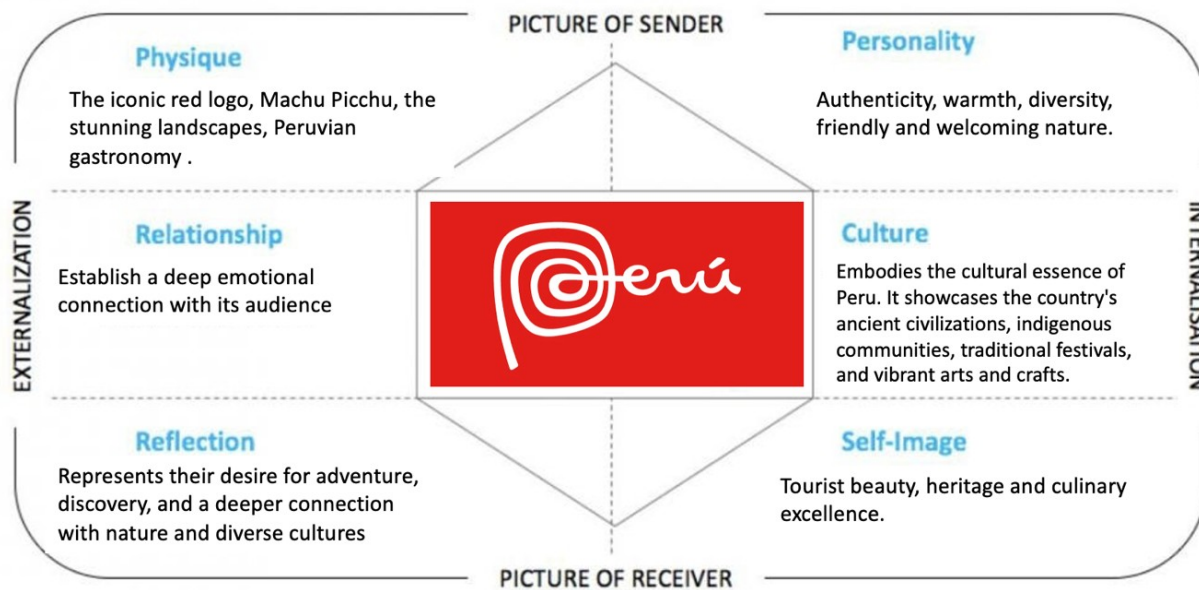 PICTURE OF SENDER
Physique
The iconic red logo, Machu Picchu, the
stunning landscapes, Peruvian
gastronomy .
Personality
Authenticity, warmth, diversity,
friendly and welcoming nature.
EXTERNALIZATION
Relationship
Establish a deep emotional
connection with its audience
Perú
Culture
Embodies the cultural essence of
Peru. It showcases the country's
ancient civilizations, indigenous
communities, traditional festivals,
and vibrant arts and crafts.
INTERNALISATION
Reflection
Represents their desire for adventure,
discovery, and a deeper connection
with nature and diverse cultures
Self-Image
Tourist beauty, heritage and culinary
excellence.
PICTURE OF RECEIVER